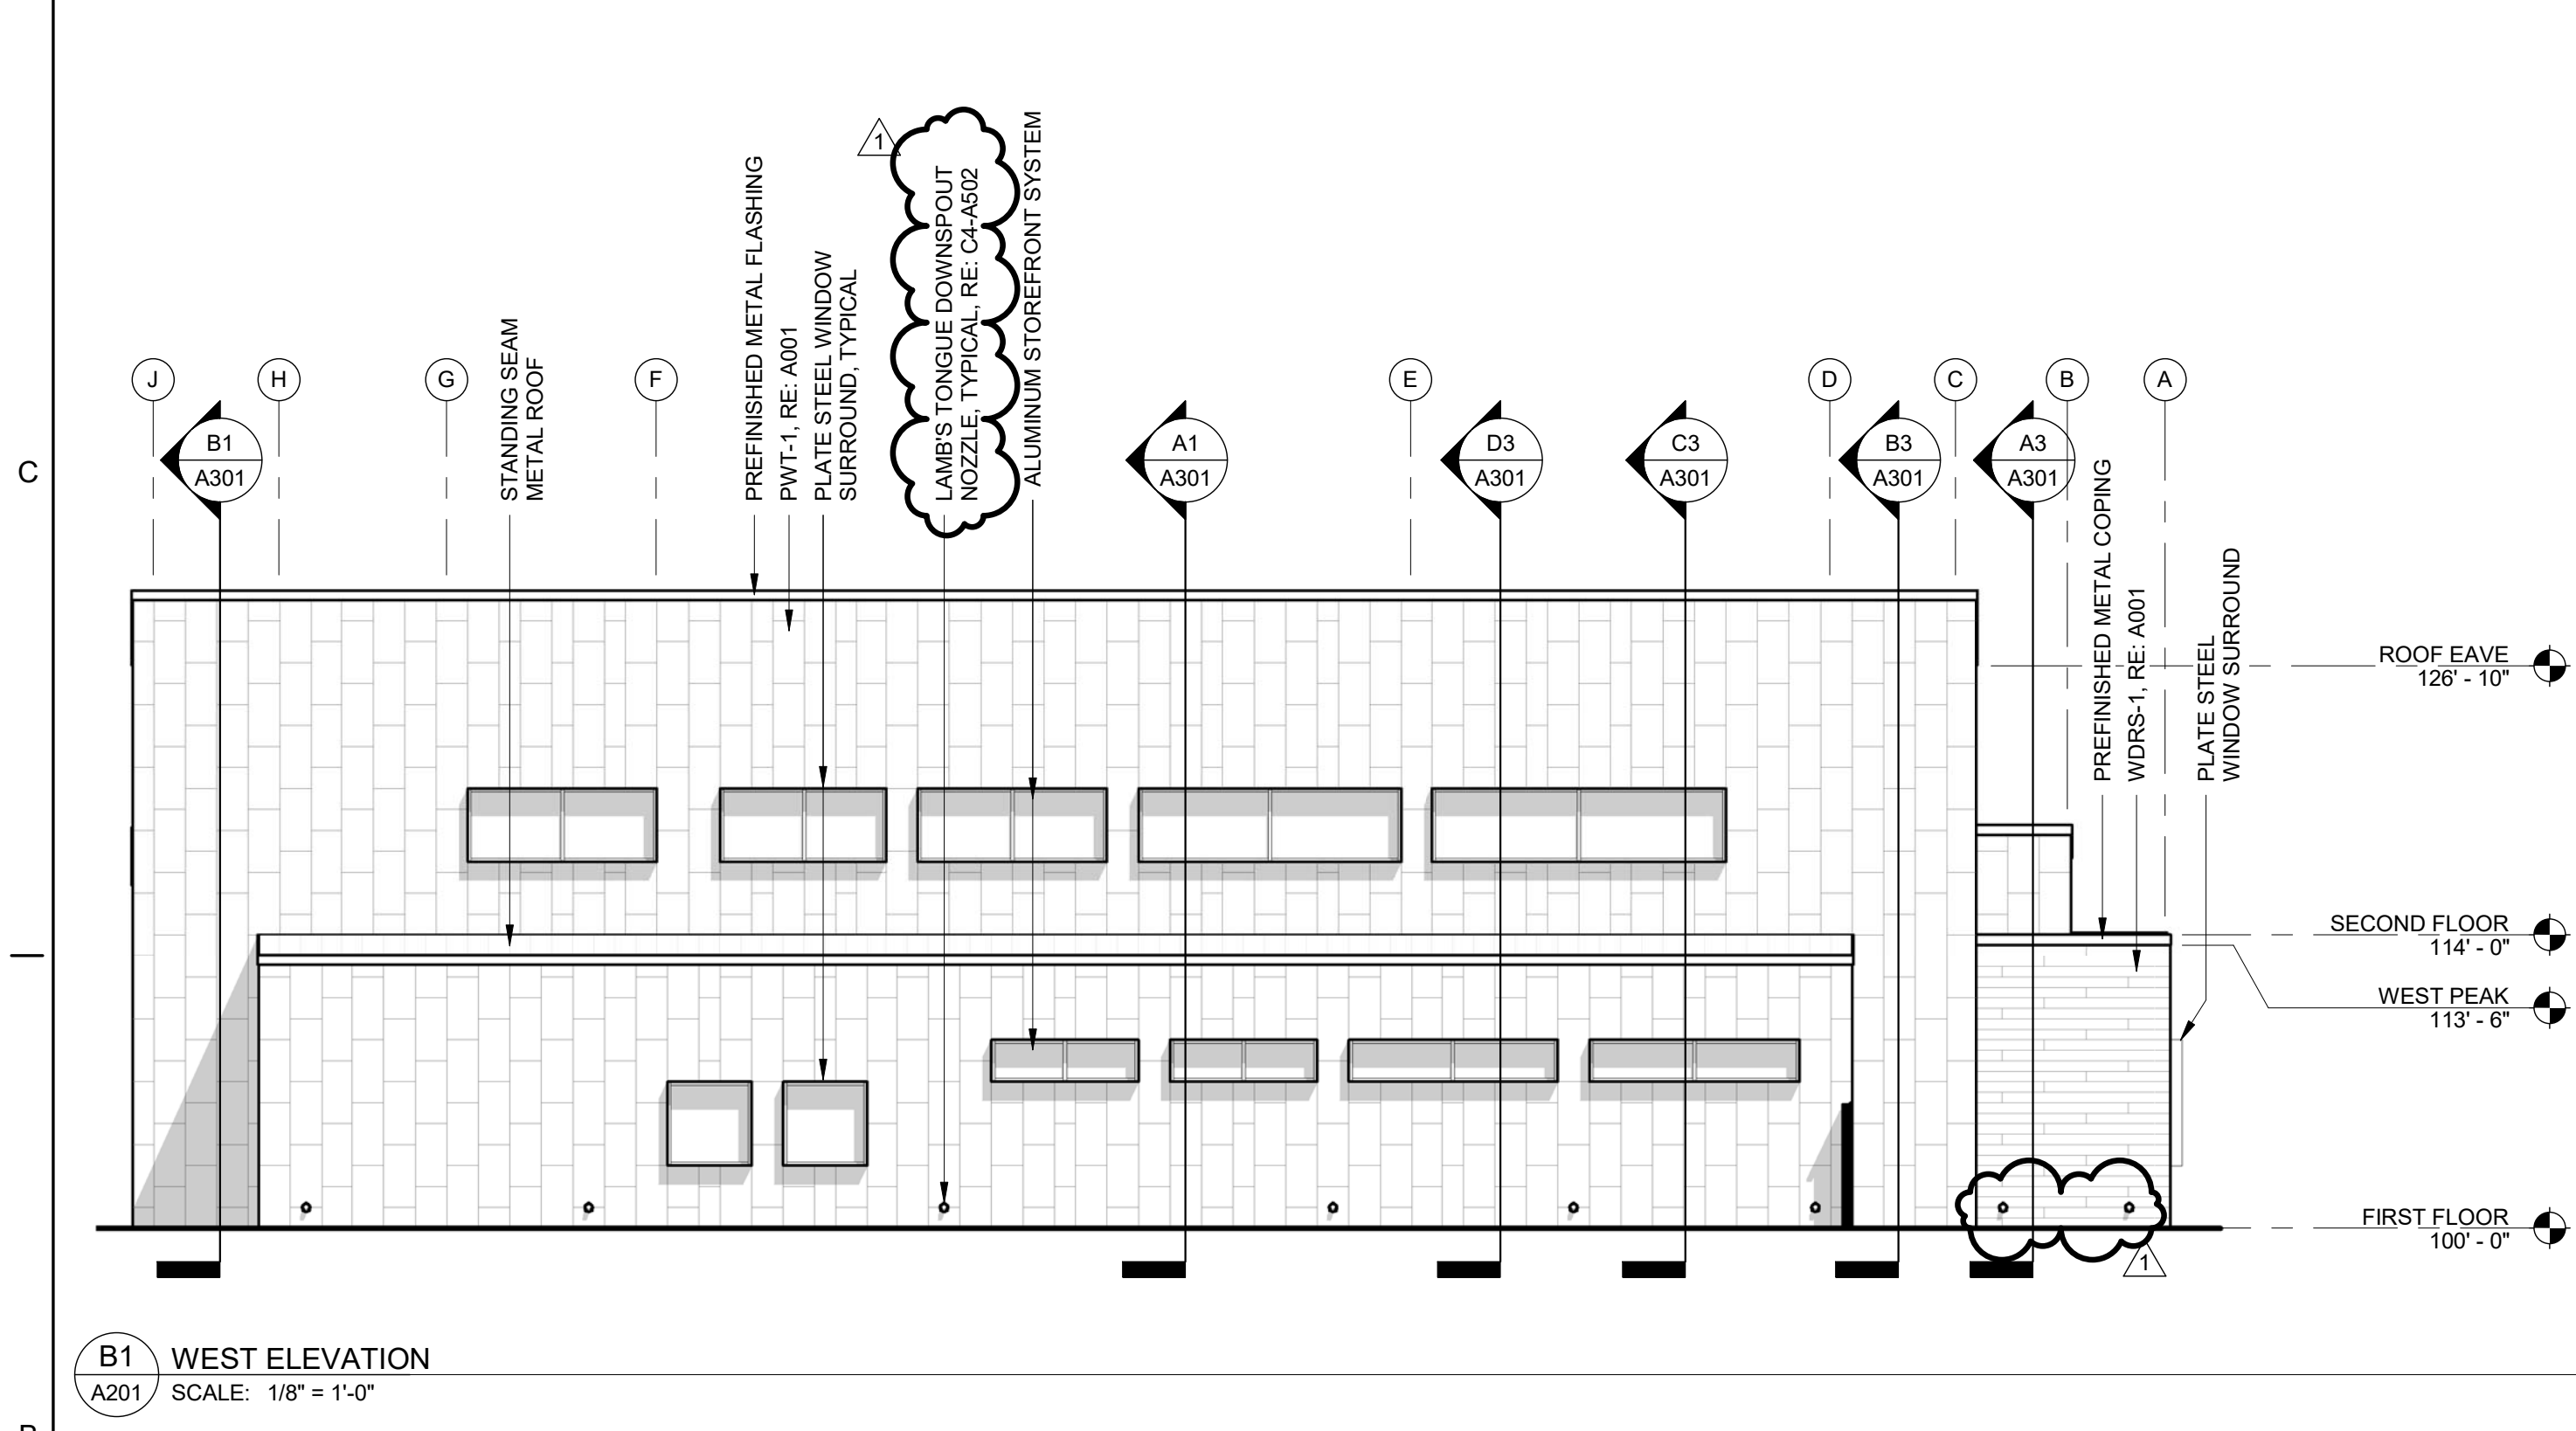 1
LAMB'S TONGUE DOWNSPOUT
NOZZLE, TYPICAL, RE: C4-A502
ALUMINUM STOREFRONT SYSTEM
PREFINISHED METAL FLASHING
PWT-1, RE: A001
PLATE STEEL WINDOW
SURROUND, TYPICAL
STANDING SEAM
METAL ROOF
J
H
G
F
E
D
C
B
A
C
B1
A301
A1
A301
D3
A301
C3
A301
B3
A301
A3
A301
PREFINISHED METAL COPING
WDRS-1, RE: A001
PLATE STEEL
WINDOW SURROUND
ROOF EAVE
126' - 10"
SECOND FLOOR
114' - 0"
WEST PEAK
113' - 6"
FIRST FLOOR
100' - 0"
1
B1
A201
WEST ELEVATION
SCALE: 1/8" = 1'-0"